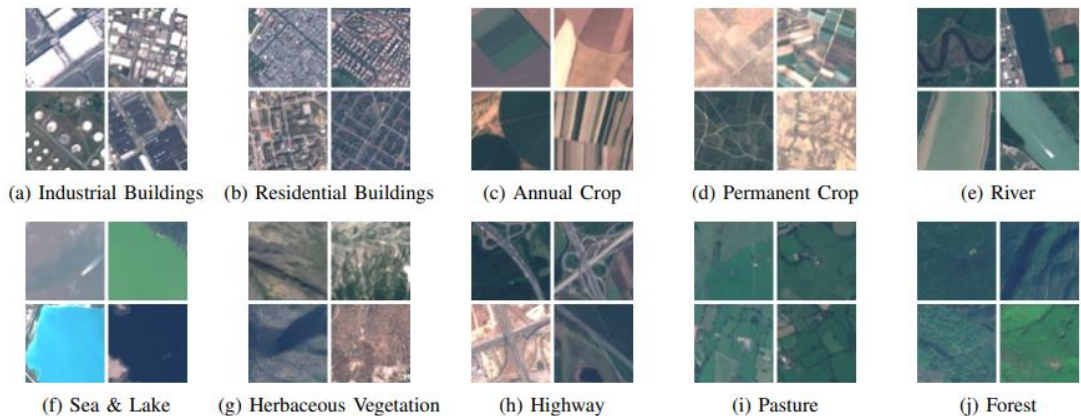 (a) Industrial Buildings
(b) Residential Buildings
(c) Annual Crop
(d) Permanent Crop
(e) River
(f) Sea & Lake
(g) Herbaceous Vegetation
(h) Highway
(i) Pasture
(j) Forest